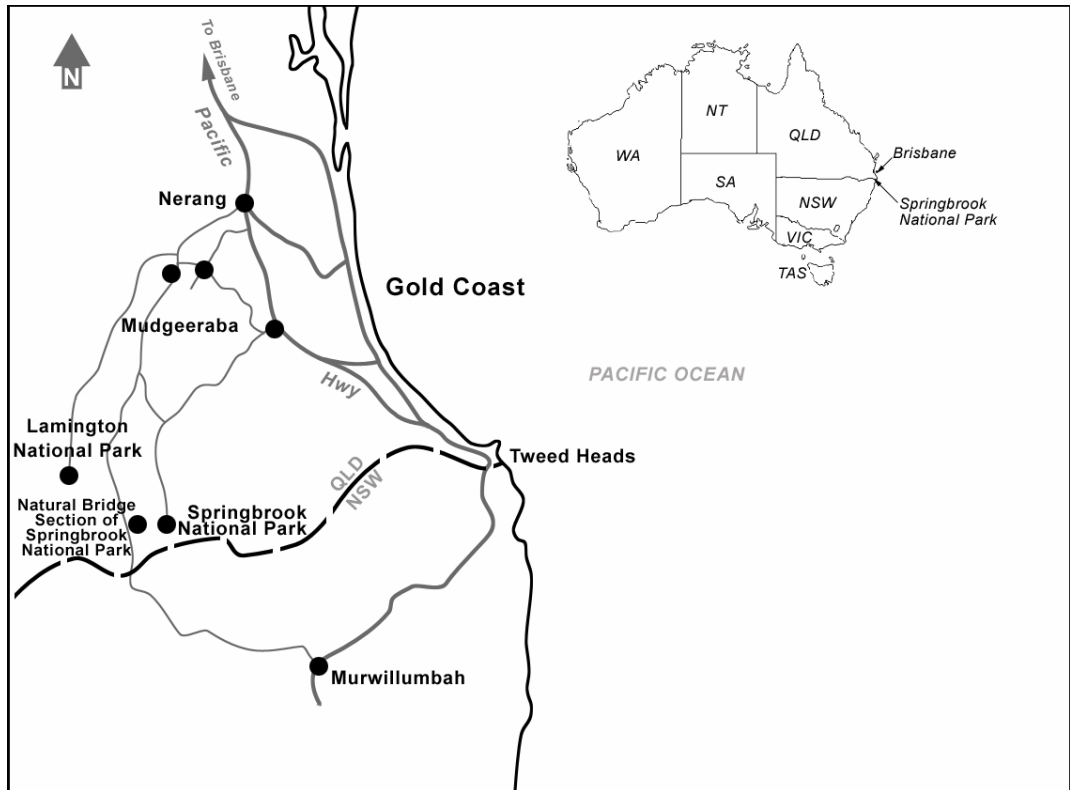 N
To Brisbane
Pacific
Nerang
Mudgeeraba
Gold Coast
Hwy
PACIFIC OCEAN
Lamington
National Park
Tweed Heads
QLD
NSW
Natural Bridge
Section of
Springbrook
National Park
Springbrook
National Park
Murwillumbah
WA
NT
QLD
SA
NSW
VIC
TAS
Brisbane
Springbrook
National Park